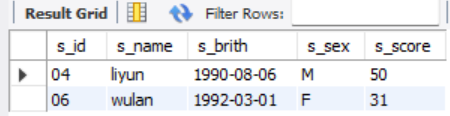 Result Grid Filter Rows:
s_id s_name s_brith s_sex s_score
04 liyun 1990-08-06 M 50
06 wulan 1992-03-01 F 31